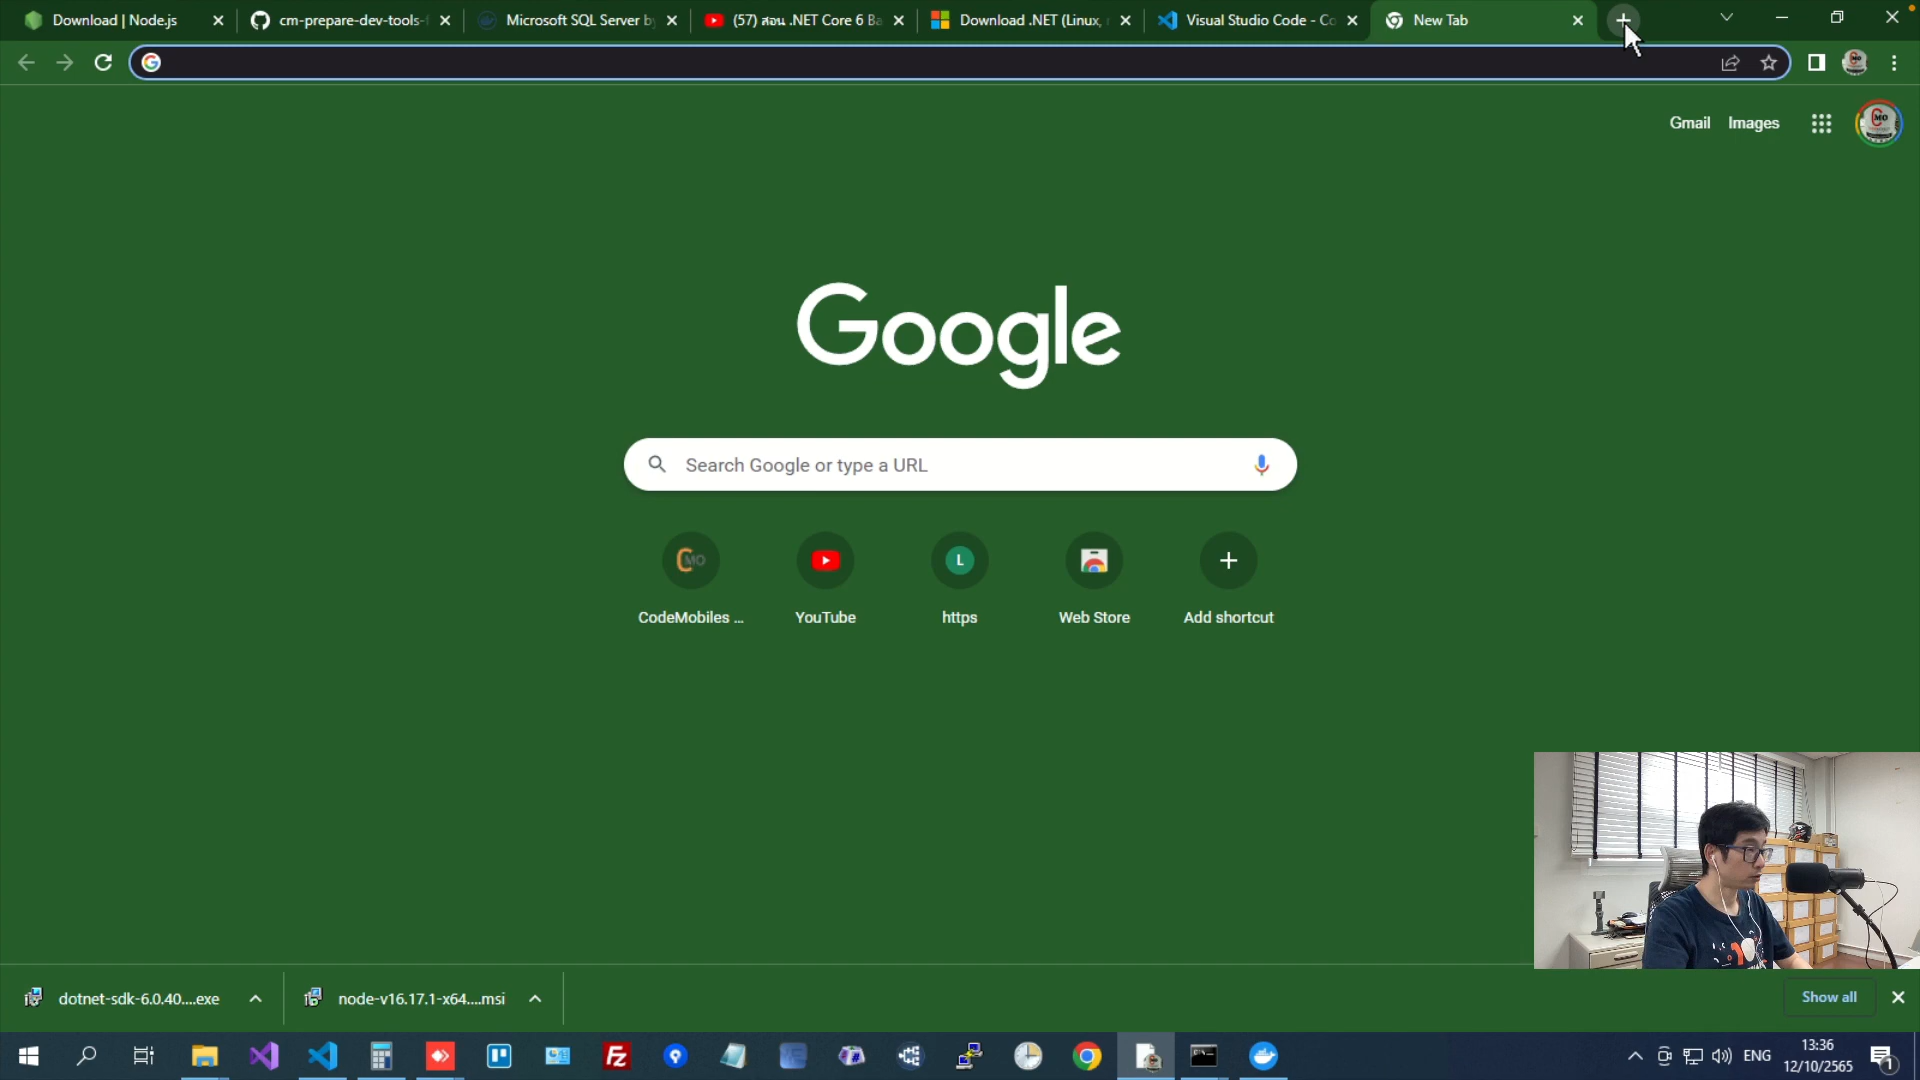 Download | Node.js
cm-prepare-dev-tools-
Microsoft SQL Server by
(57) สอน .NET Core 6 Ba
Download .NET (Linux,
Visual Studio Code - Co
New Tab
Gmail
Images
Google
Search Google or type a URL
CodeMobiles ...
YouTube
L
https
Web Store
Add shortcut
dotnet-sdk-6.0.40....exe
node-v16.17.1-x64....msi
Show all
ENG
13:36
12/10/2565
1